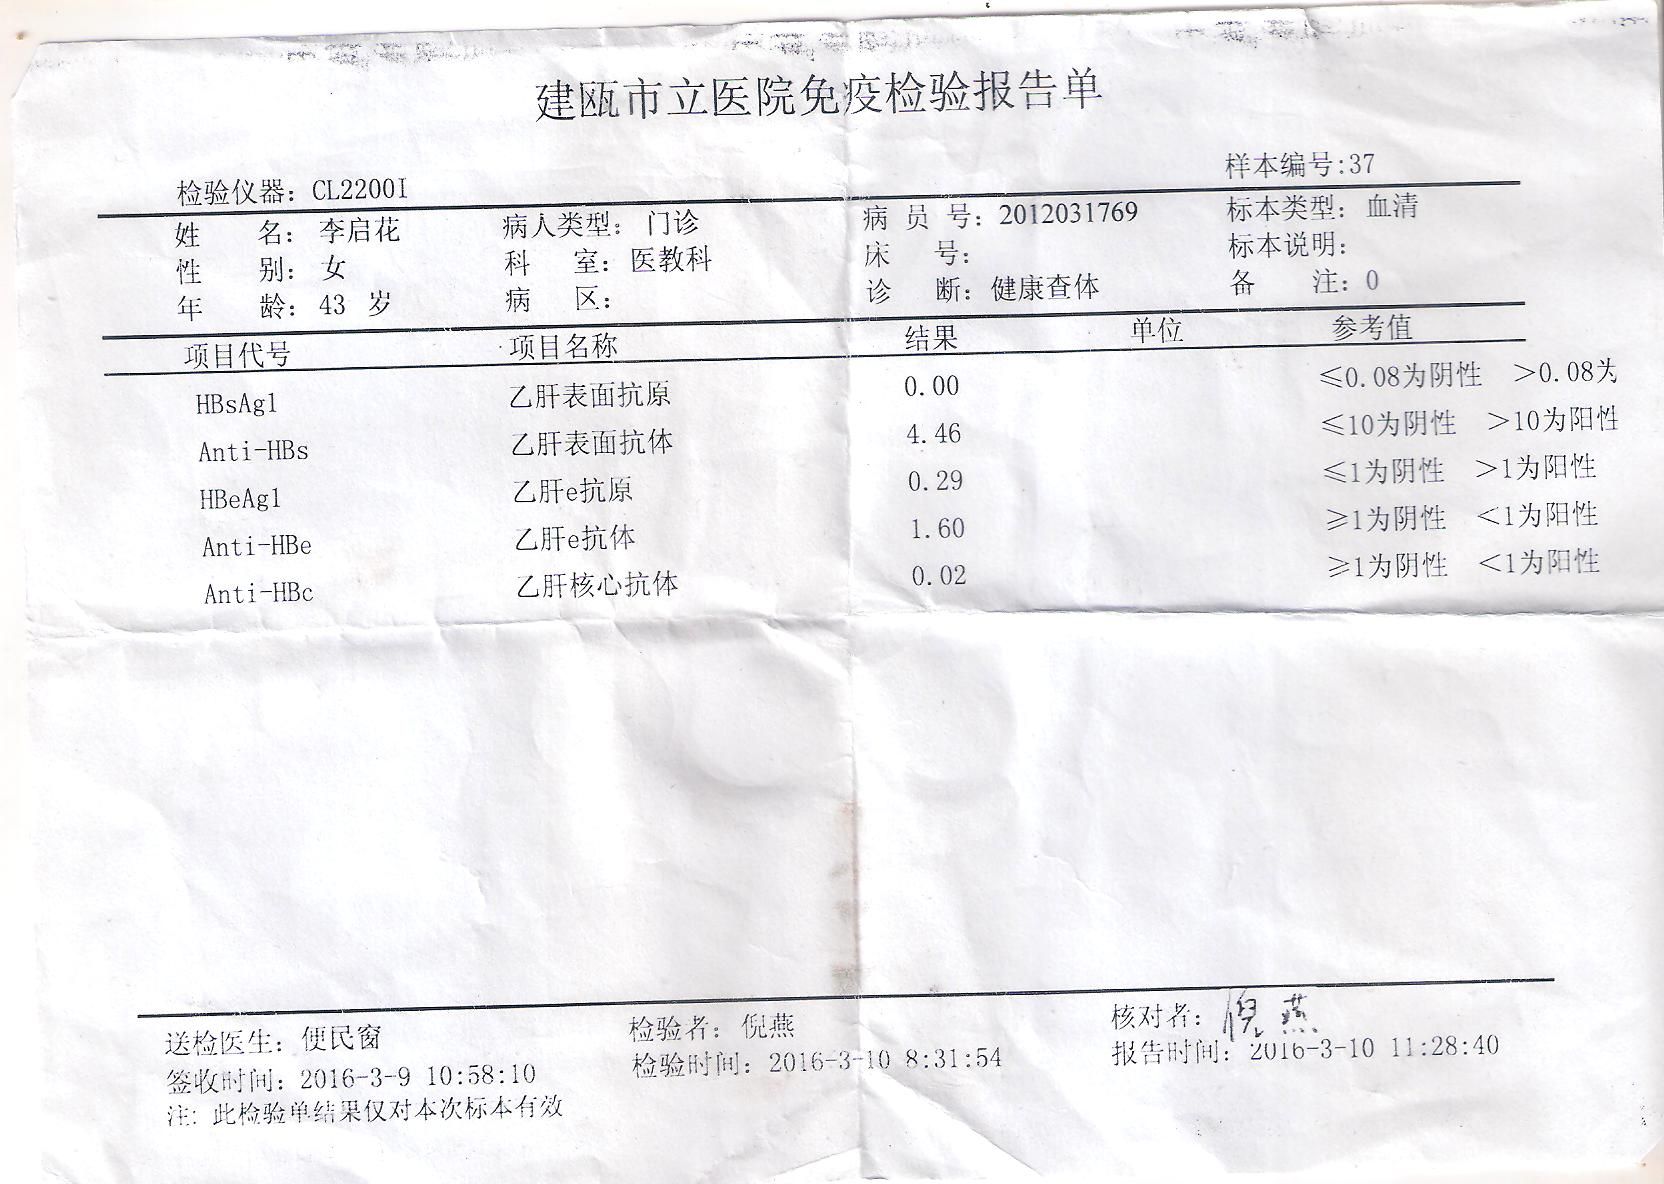 建瓯市立医院免疫检验报告单
检验仪器：CL2200I 样本编号:37
姓 名：李启花 病人类型：门诊 病 员 号：2012031769 标本类型：血清
性 别：女 科 室：医教科 床 号： 标本说明：
年 龄：43 岁 病 区： 诊 断：健康查体 备 注：0
项目代号 项目名称 结果 单位 参考值
HBsAg1 乙肝表面抗原 0.00 ≤0.08为阴性 >0.08为
Anti-HBs 乙肝表面抗体 4.46 ≤10为阴性 >10为阳性
HBeAg1 乙肝e抗原 0.29 ≤1为阴性 >1为阳性
Anti-HBe 乙肝e抗体 1.60 ≥1为阴性 <1为阳性
Anti-HBc 乙肝核心抗体 0.02 ≥1为阴性 <1为阳性
送检医生：便民窗 检验者：倪燕 核对者：倪燕
签收时间：2016-3-9 10:58:10 检验时间：2016-3-10 8:31:54 报告时间：2016-3-10 11:28:40
注：此检验单结果仅对本次标本有效